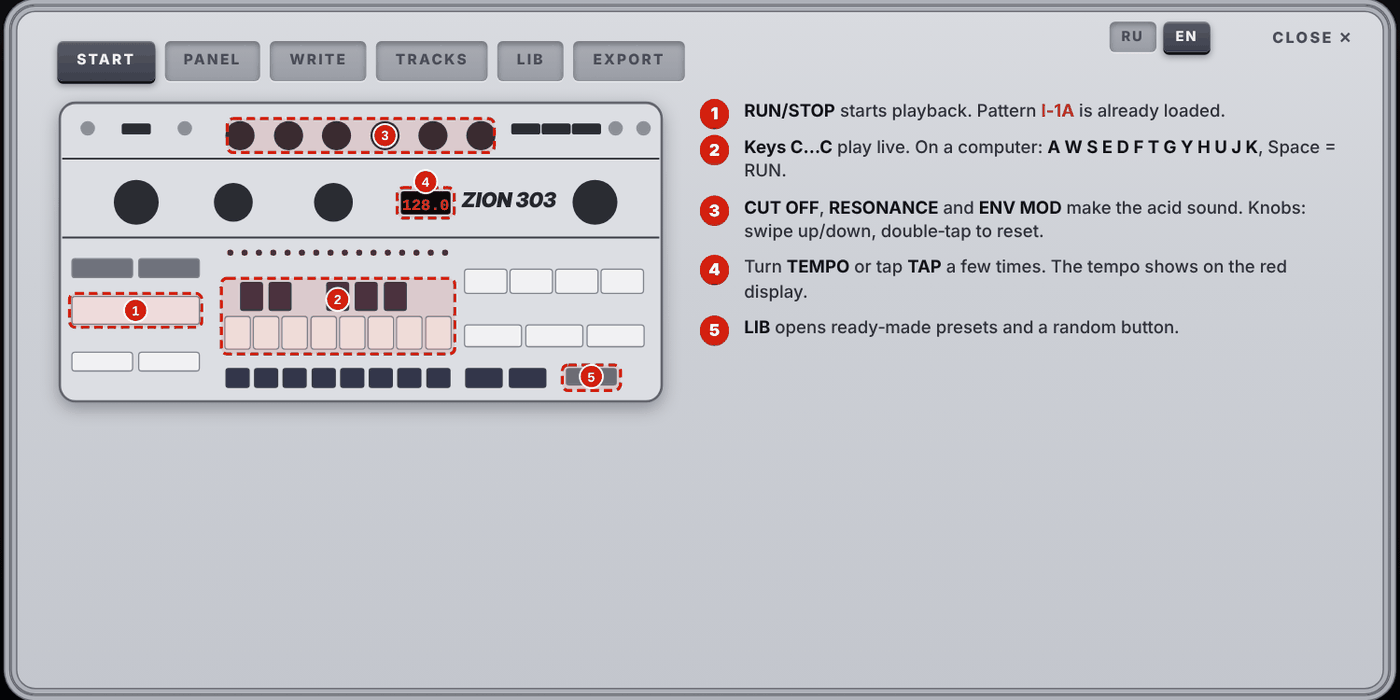 START PANEL WRITE TRACKS LIB EXPORT
RU EN CLOSE ×
3
4
128.0 ZION 303
1
2
5
1 RUN/STOP starts playback. Pattern I-1A is already loaded.
2 Keys C...C play live. On a computer: A W S E D F T G Y H U J K, Space =
RUN.
3 CUT OFF, RESONANCE and ENV MOD make the acid sound. Knobs:
swipe up/down, double-tap to reset.
4 Turn TEMPO or tap TAP a few times. The tempo shows on the red
display.
5 LIB opens ready-made presets and a random button.